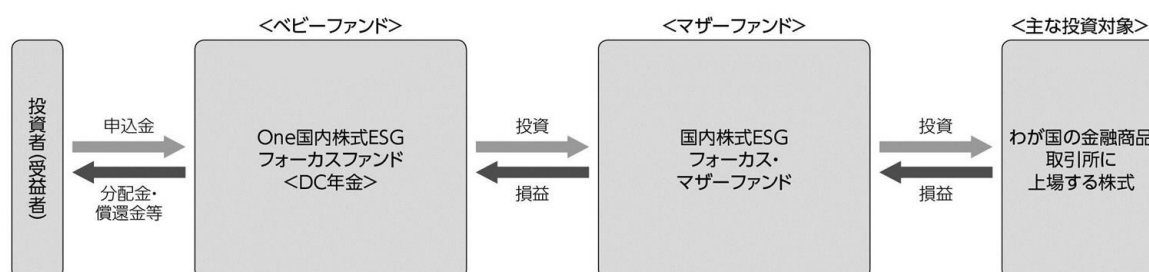 <ベビーファンド>
<マザーファンド>
<主な投資対象>
投資者(受益者)
申込金
分配金・
償還金等
One国内株式ESG
フォーカスファンド
<DC年金>
投資
損益
国内株式ESG
フォーカス・
マザーファンド
投資
損益
わが国の金融商品
取引所に
上場する株式